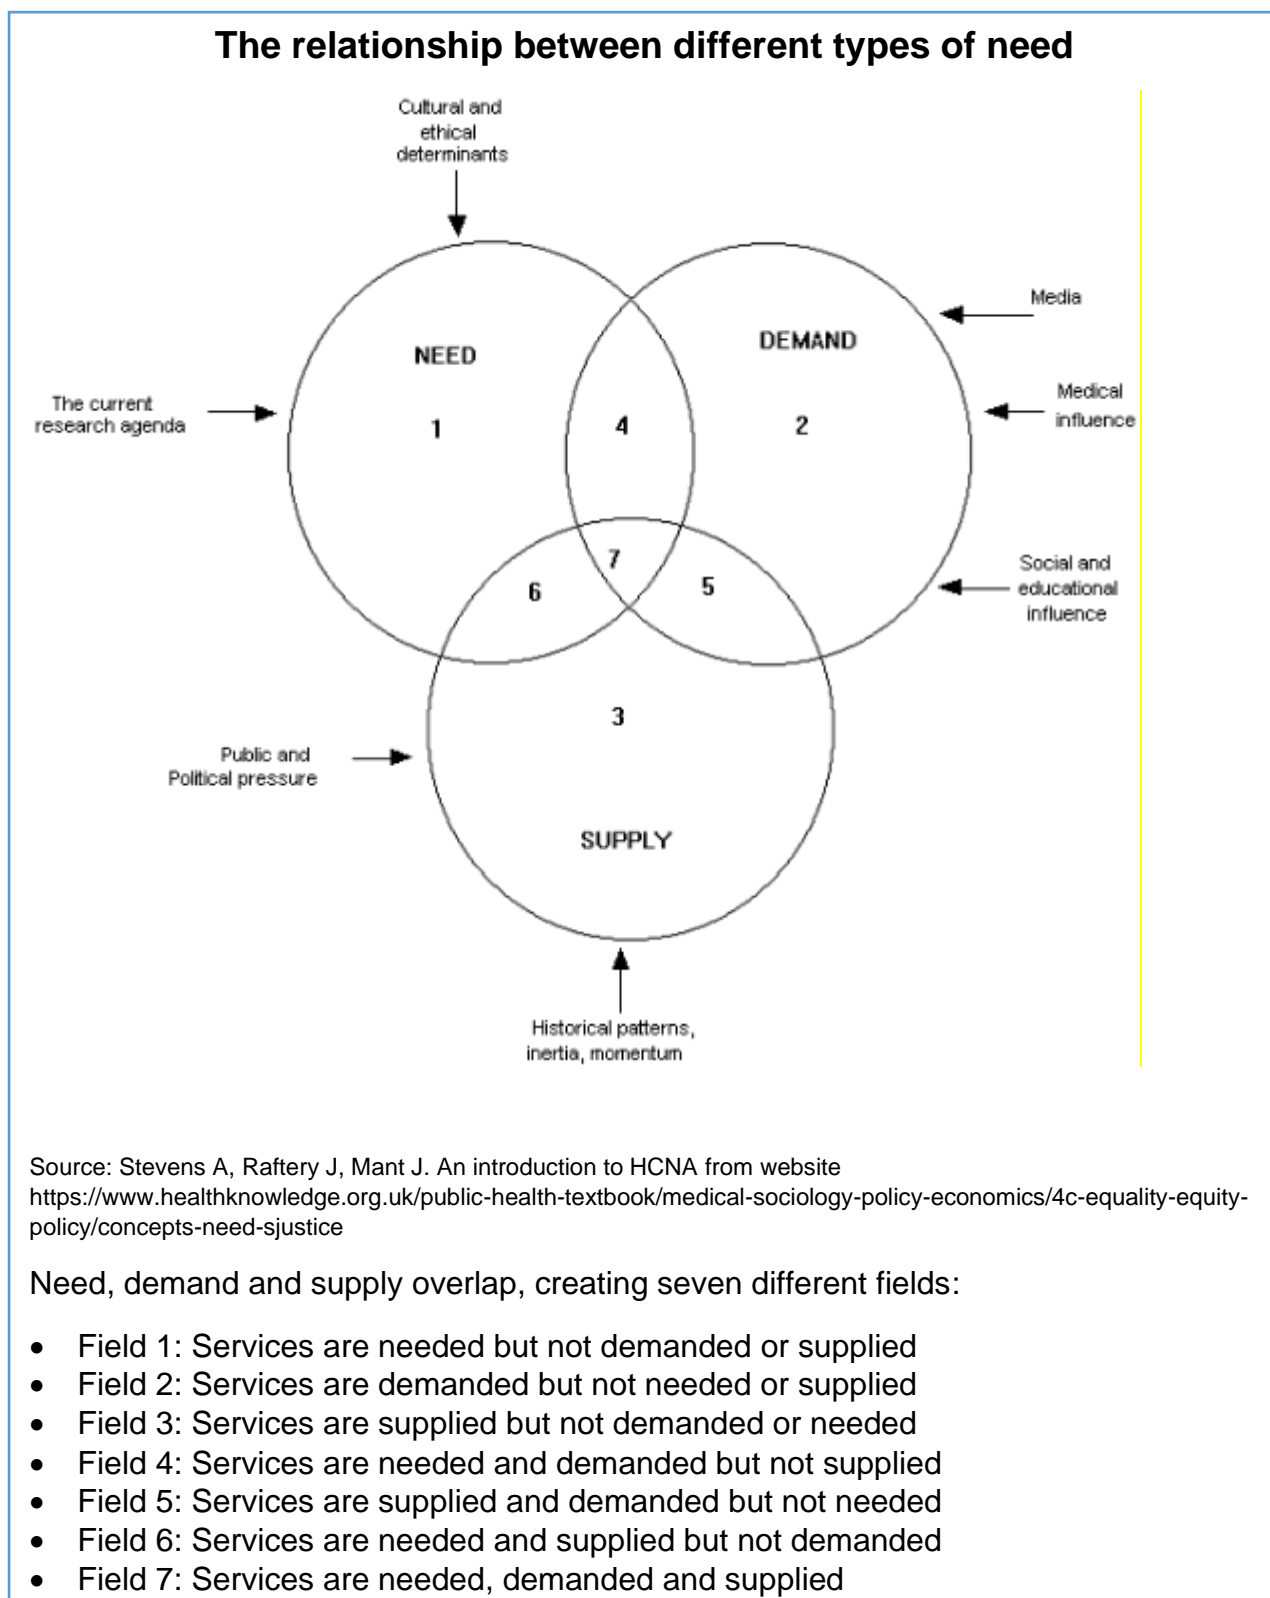 The relationship between different types of need
Cultural and
ethical
determinants
Media
NEED
DEMAND
The current
research agenda
Medical
influence
1
4
2
7
6
5
Social and
educational
influence
3
Public and
Political pressure
SUPPLY
Historical patterns,
inertia, momentum
Source: Stevens A, Raftery J, Mant J. An introduction to HCNA from website
https://www.healthknowledge.org.uk/public-health-textbook/medical-sociology-policy-economics/4c-equality-equity-
policy/concepts-need-sjustice
Need, demand and supply overlap, creating seven different fields:
• Field 1: Services are needed but not demanded or supplied
• Field 2: Services are demanded but not needed or supplied
• Field 3: Services are supplied but not demanded or needed
• Field 4: Services are needed and demanded but not supplied
• Field 5: Services are supplied and demanded but not needed
• Field 6: Services are needed and supplied but not demanded
• Field 7: Services are needed, demanded and supplied